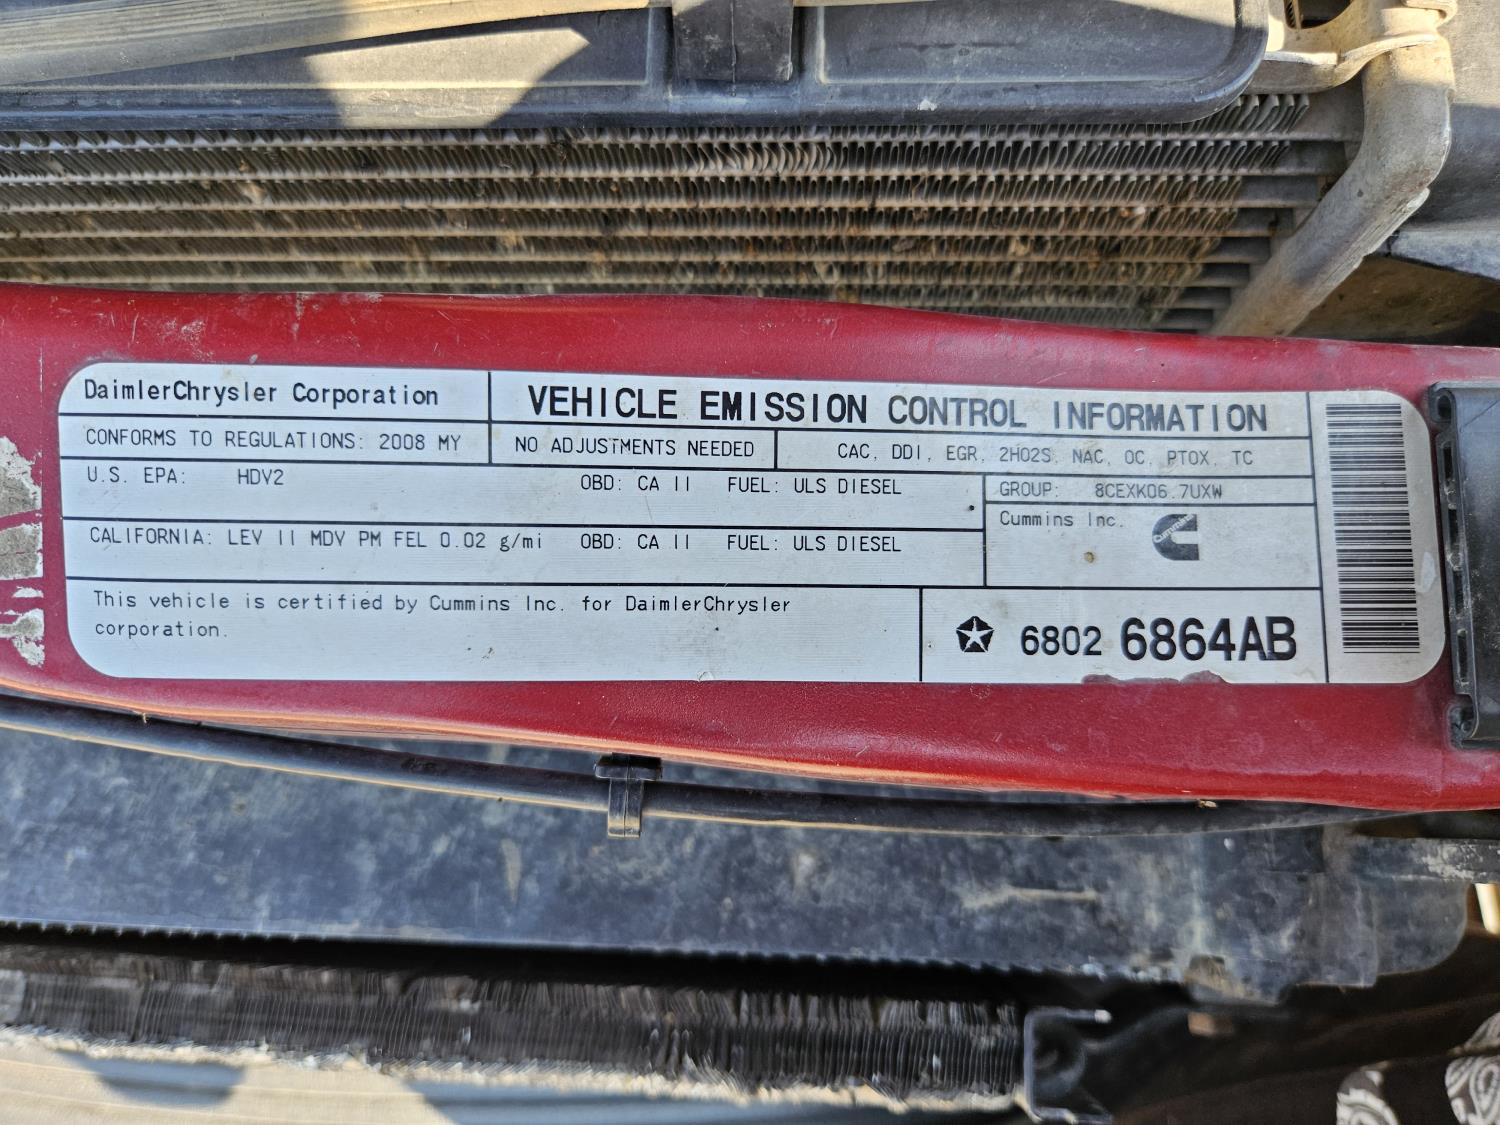 DaimlerChrysler Corporation
VEHICLE EMISSION CONTROL INFORMATION
CONFORMS TO REGULATIONS: 2008 MY
NO ADJUSTMENTS NEEDED
CAC, DDI, EGR, 2HO2S, NAC, OC, PTOX, TC
U.S. EPA: HDV2 OBD: CA II FUEL: ULS DIESEL
GROUP: 8CEXK06.7UXW
CALIFORNIA: LEV II MDV PM FEL 0.02 g/mi OBD: CA II FUEL: ULS DIESEL
Cummins Inc.
Cummins
This vehicle is certified by Cummins Inc. for DaimlerChrysler
corporation.
6802 6864AB